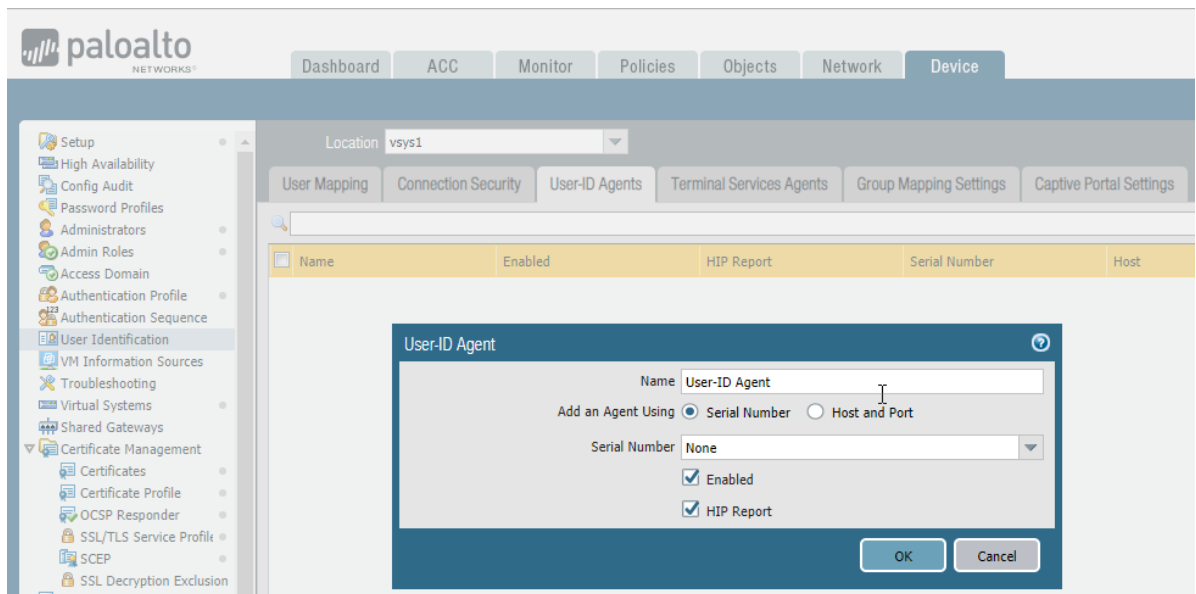 paloalto
NETWORKS®
Dashboard ACC Monitor Policies Objects Network Device
Setup
High Availability
Config Audit
Password Profiles
Administrators
Admin Roles
Access Domain
Authentication Profile
Authentication Sequence
User Identification
VM Information Sources
Troubleshooting
Virtual Systems
Shared Gateways
Certificate Management
Certificates
Certificate Profile
OCSP Responder
SSL/TLS Service Profile
SCEP
SSL Decryption Exclusion
Location vsys1
User Mapping Connection Security User-ID Agents Terminal Services Agents Group Mapping Settings Captive Portal Settings
Name Enabled HIP Report Serial Number Host
User-ID Agent
Name User-ID Agent
Add an Agent Using Serial Number Host and Port
Serial Number None
Enabled
HIP Report
OK Cancel